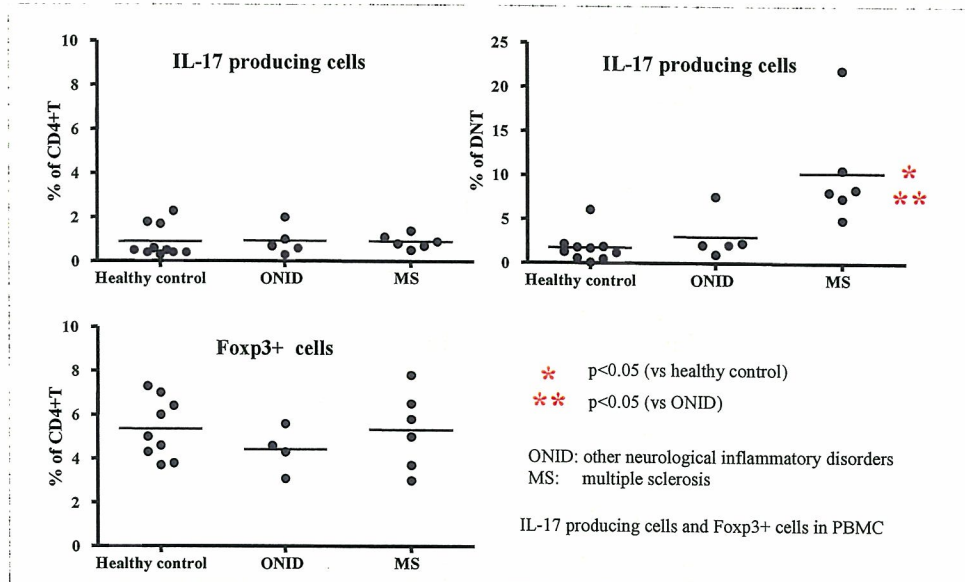 IL-17 producing cells
% of CD4+T
10
8
6
4
2
0
Healthy control ONID MS
IL-17 producing cells
% of DNT
25
20
15
10
5
0
Healthy control ONID MS
*
**
Foxp3+ cells
% of CD4+T
10
8
6
4
2
0
Healthy control ONID MS
* p<0.05 (vs healthy control)
** p<0.05 (vs ONID)
ONID: other neurological inflammatory disorders
MS: multiple sclerosis
IL-17 producing cells and Foxp3+ cells in PBMC